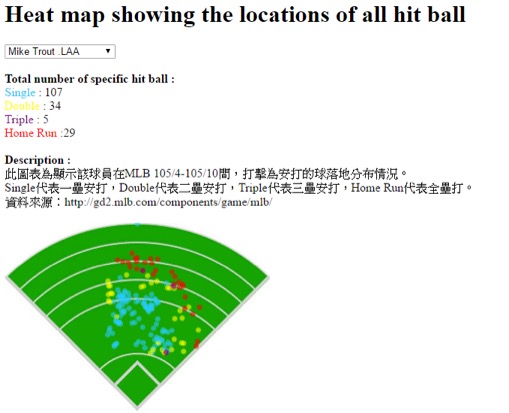 Heat map showing the locations of all hit ball
Mike Trout .LAA
Total number of specific hit ball :
Single : 107
Double : 34
Triple : 5
Home Run :29
Description :
此圖表為顯示該球員在MLB 105/4-105/10間，打擊為安打的球落地分布情況。
Single代表一壘安打，Double代表二壘安打，Triple代表三壘安打，Home Run代表全壘打。
資料來源：http://gd2.mlb.com/components/game/mlb/